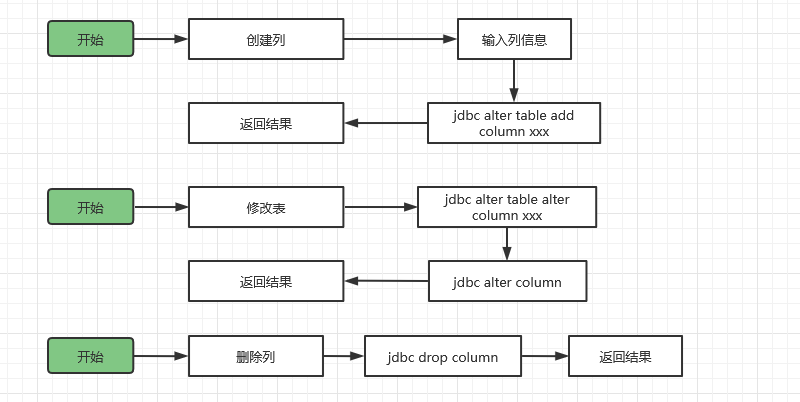 开始
创建列
输入列信息
返回结果
jdbc alter table add
column xxx
开始
修改表
jdbc alter table alter
column xxx
返回结果
jdbc alter column
开始
删除列
jdbc drop column
返回结果